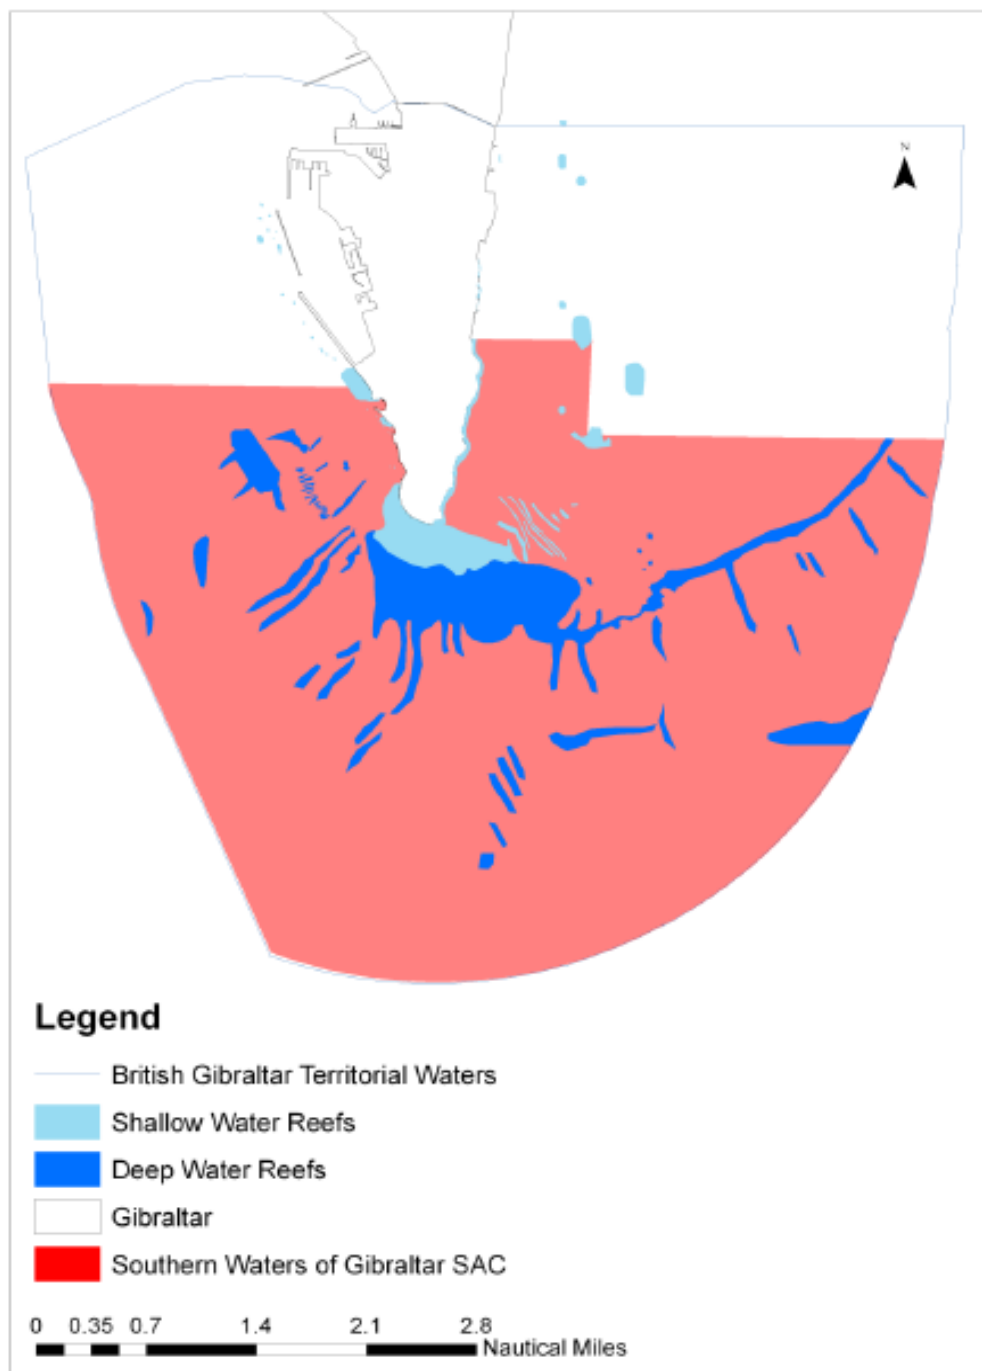 N
Legend
British Gibraltar Territorial Waters
Shallow Water Reefs
Deep Water Reefs
Gibraltar
Southern Waters of Gibraltar SAC
0 0.35 0.7 1.4 2.1 2.8
Nautical Miles